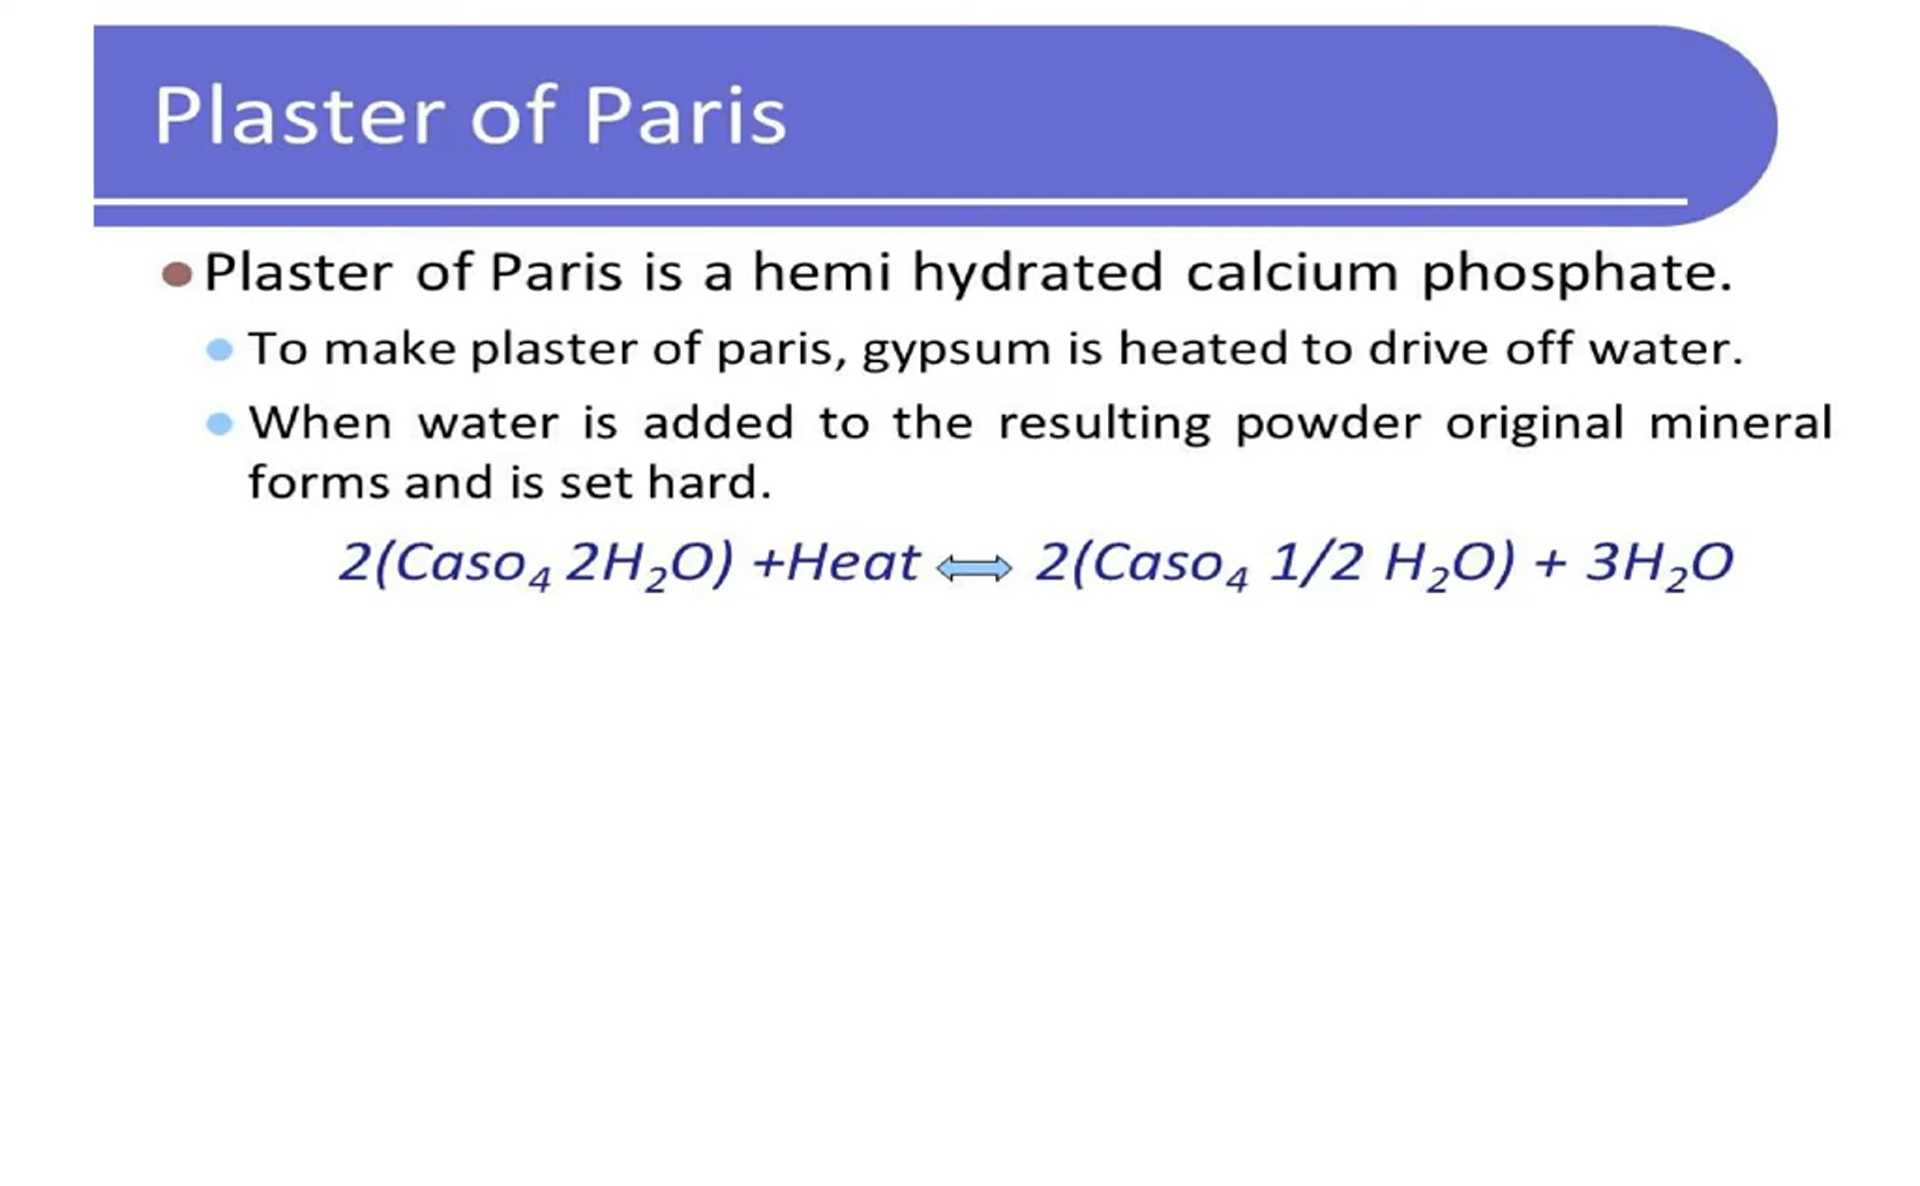 Plaster of Paris
Plaster of Paris is a hemi hydrated calcium phosphate.
To make plaster of paris, gypsum is heated to drive off water.
When water is added to the resulting powder original mineral
forms and is set hard.
2(Caso₄ 2H₂O) +Heat ⇔ 2(Caso₄ 1/2 H₂O) + 3H₂O